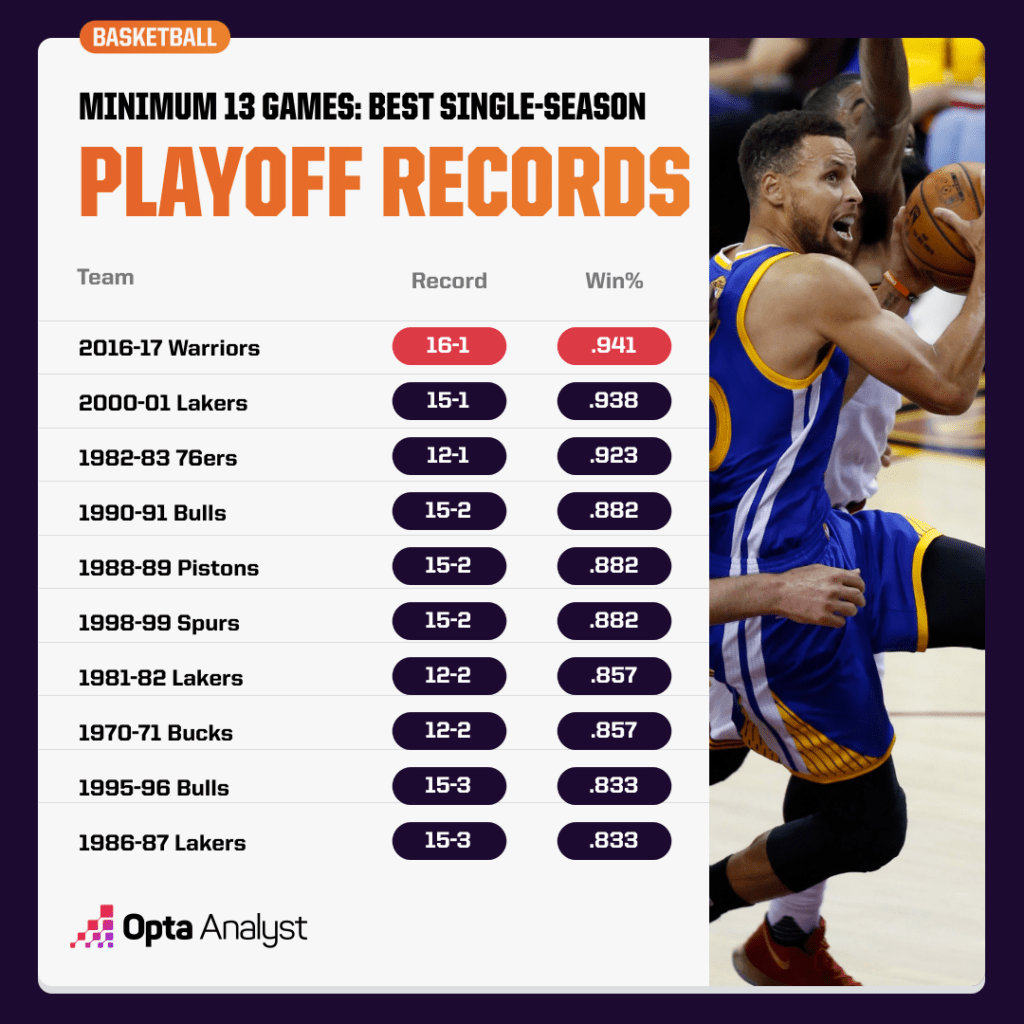 BASKETBALL
MINIMUM 13 GAMES: BEST SINGLE-SEASON
PLAYOFF RECORDS
Team Record Win%
2016-17 Warriors 16-1 .941
2000-01 Lakers 15-1 .938
1982-83 76ers 12-1 .923
1990-91 Bulls 15-2 .882
1988-89 Pistons 15-2 .882
1998-99 Spurs 15-2 .882
1981-82 Lakers 12-2 .857
1970-71 Bucks 12-2 .857
1995-96 Bulls 15-3 .833
1986-87 Lakers 15-3 .833
Opta Analyst